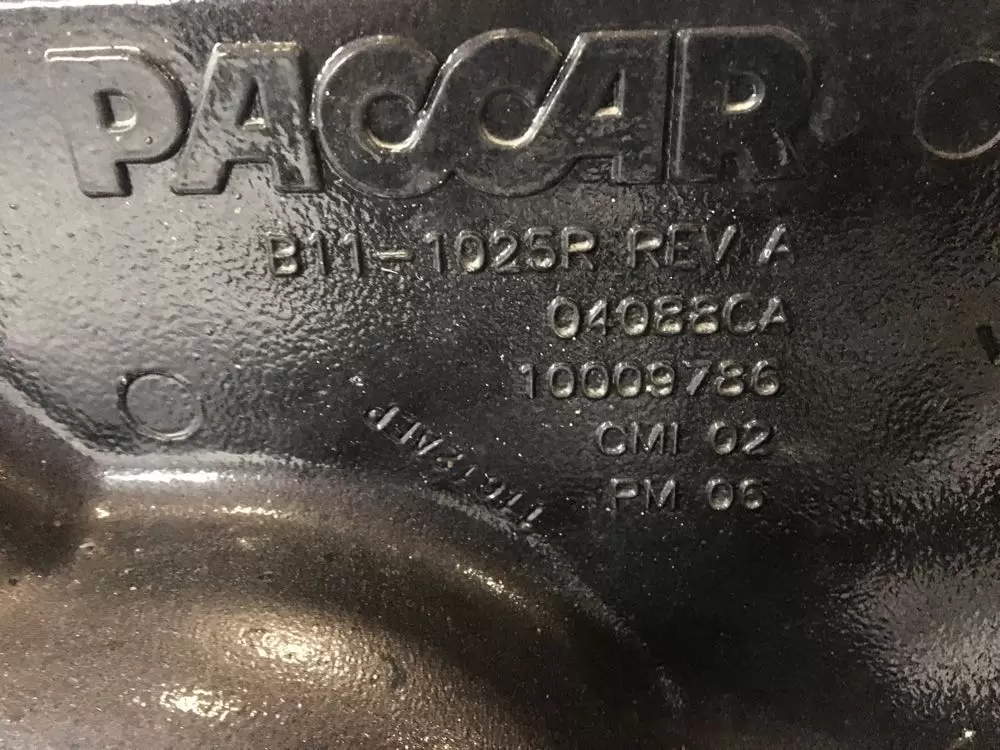 PACCAR
B11-1025R REV A
04088CA
10009786
CMI 02
PM 06